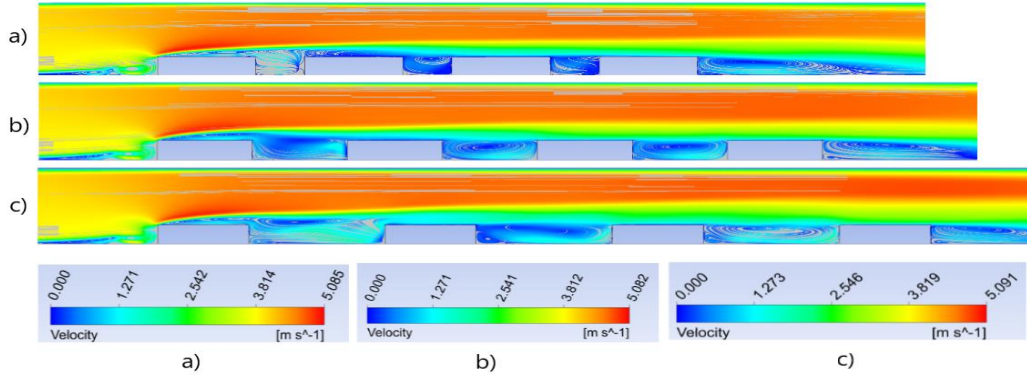 a)
b)
c)
0.000 1.271 2.542 3.814 5.085
Velocity [m s^-1]
a)
0.000 1.271 2.541 3.812 5.082
Velocity [m s^-1]
b)
0.000 1.273 2.546 3.819 5.091
Velocity [m s^-1]
c)